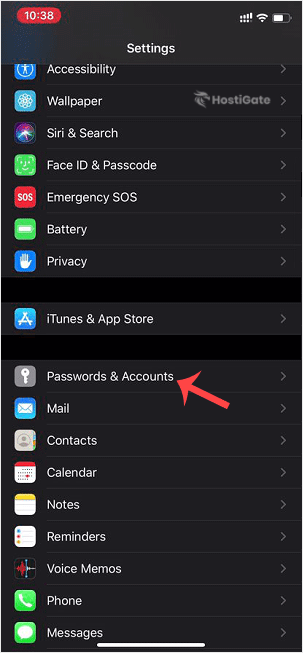 10:38
Settings
Accessibility
Wallpaper
HostiGate
Siri & Search
Face ID & Passcode
SOS
Emergency SOS
Battery
Privacy
iTunes & App Store
Passwords & Accounts
Mail
Contacts
Calendar
Notes
Reminders
Voice Memos
Phone
Messages